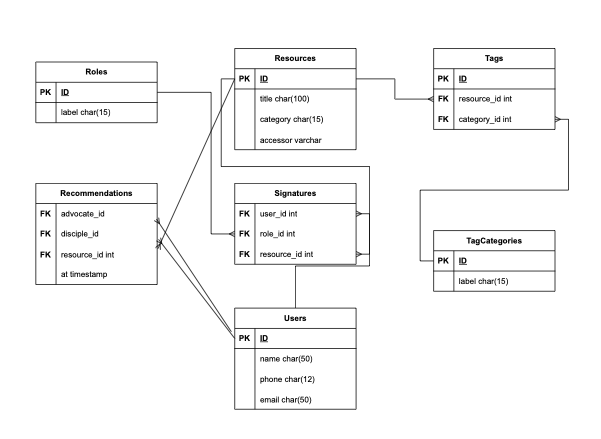 Roles
PK ID
label char(15)
Resources
PK ID
title char(100)
category char(15)
accessor varchar
Tags
PK ID
FK resource_id int
FK category_id int
Recommendations
FK advocate_id
FK disciple_id
FK resource_id int
at timestamp
Signatures
FK user_id int
FK role_id int
FK resource_id int
TagCategories
PK ID
label char(15)
Users
PK ID
name char(50)
phone char(12)
email char(50)